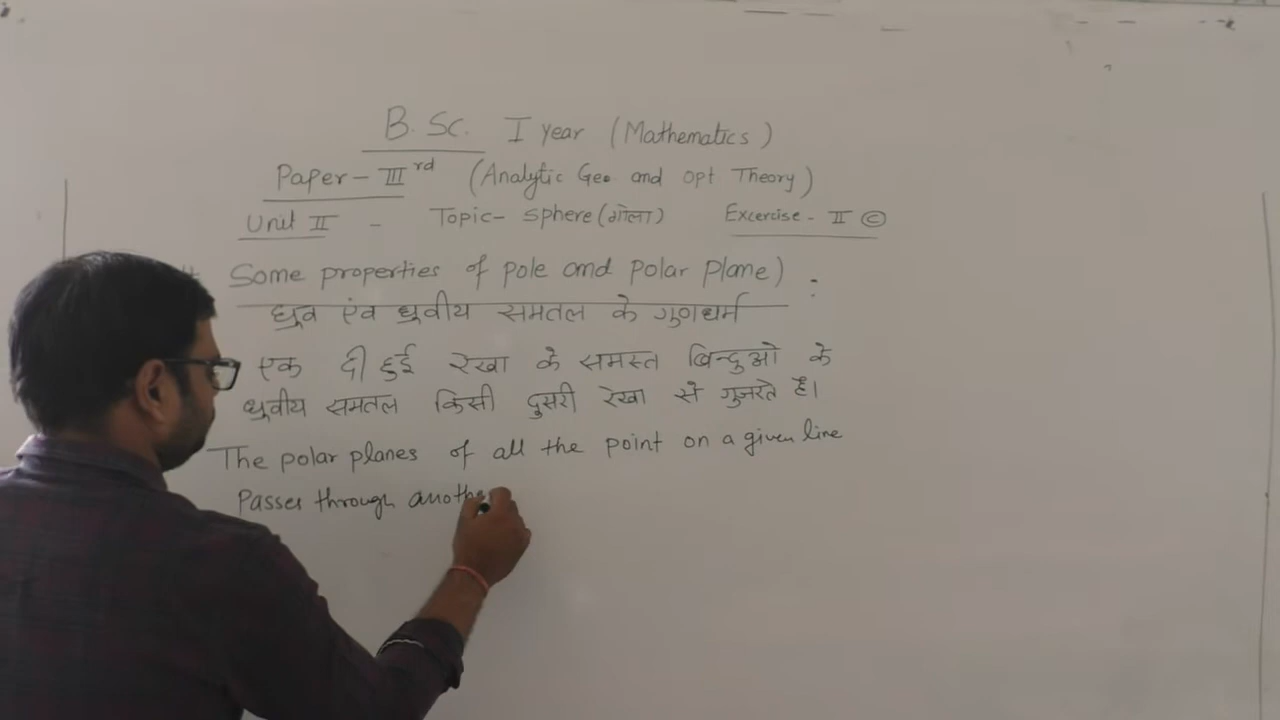 B.Sc. I year (Mathematics)
Paper- III rd (Analytic Geo and Opt Theory)
Unit II - Topic- Sphere (गोला) Excercise- II ©
Some properties of pole and polar plane) :
ध्रुव एंव ध्रुवीय समतल के गुणधर्म
एक दी हुई रेखा के समस्त बिन्दुओ के
ध्रुवीय समतल किसी दुसरी रेखा से गुजरते है।
The polar planes of all the point on a given line
Passes through another